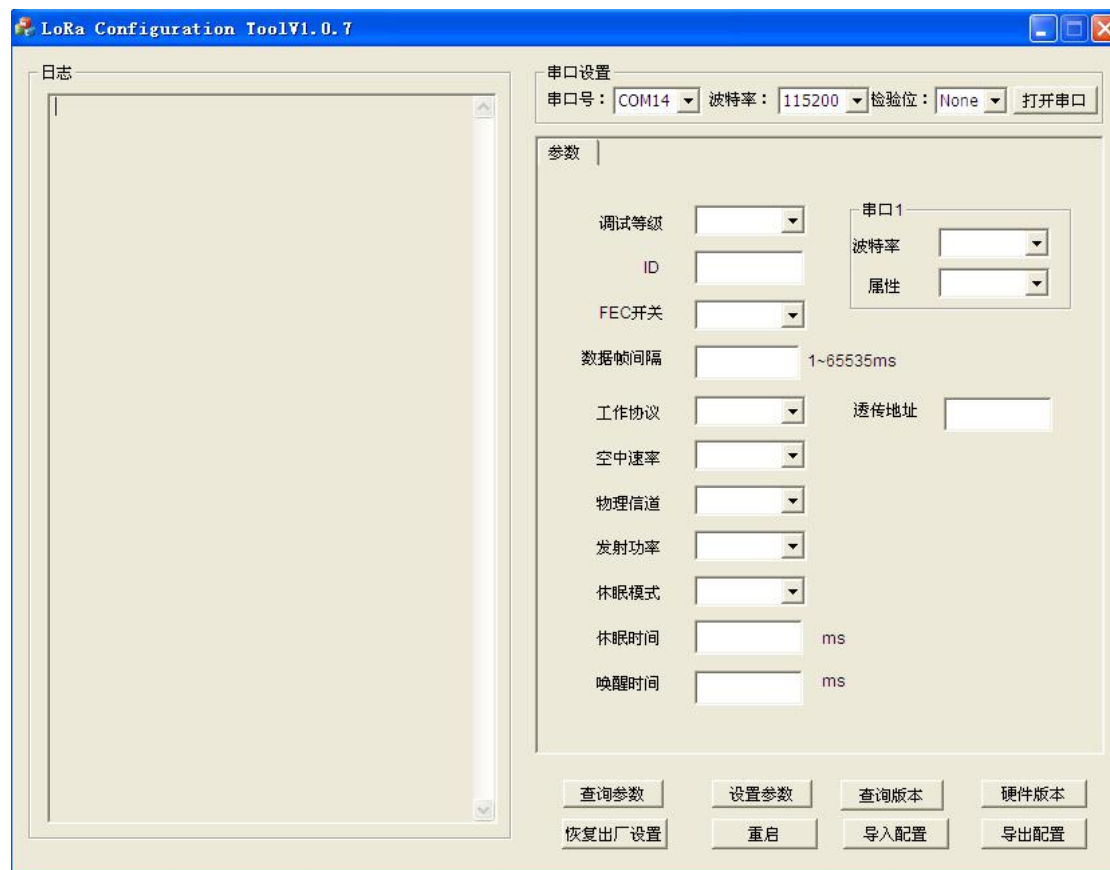 LoRa Configuration ToolV1.0.7
日志
串口设置
串口号： COM14 波特率： 115200 检验位： None 打开串口
参数
调试等级
串口1
波特率
ID
属性
FEC开关
数据帧间隔 1~65535ms
工作协议 透传地址
空中速率
物理信道
发射功率
休眠模式
休眠时间 ms
唤醒时间 ms
查询参数 设置参数 查询版本 硬件版本
恢复出厂设置 重启 导入配置 导出配置